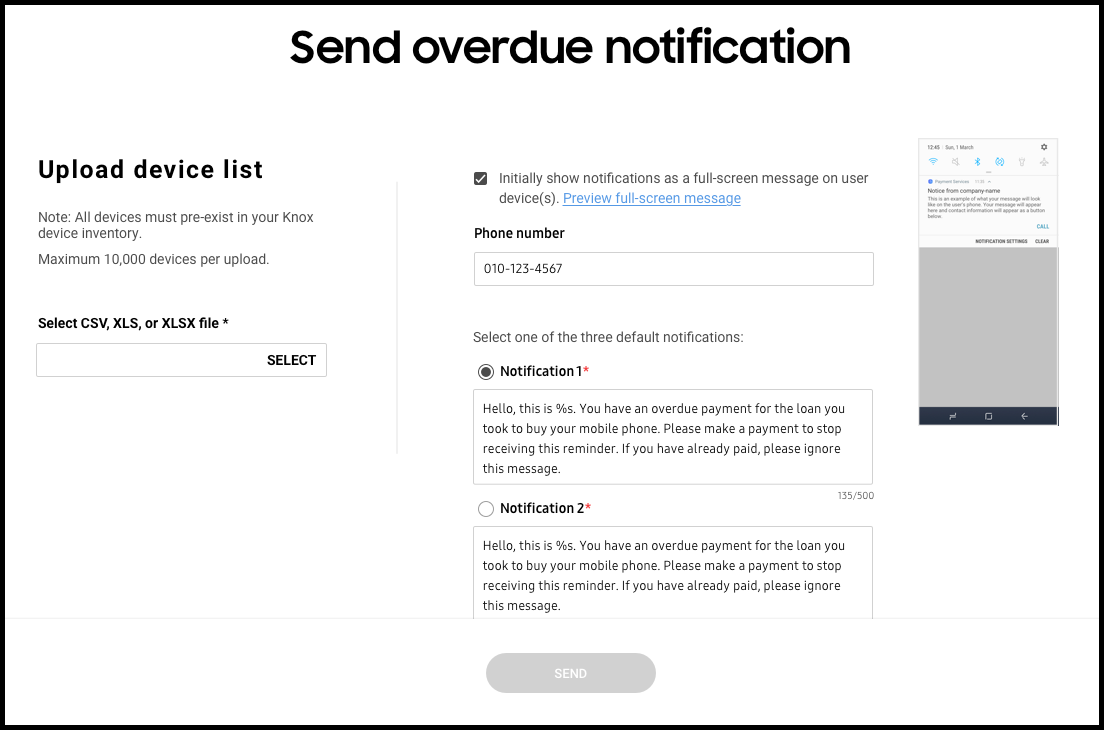 Send overdue notification
Upload device list
Note: All devices must pre-exist in your Knox
device inventory.
Maximum 10,000 devices per upload.
Select CSV, XLS, or XLSX file *
SELECT
Initially show notifications as a full-screen message on user
device(s). Preview full-screen message
Phone number
010-123-4567
Select one of the three default notifications:
Notification 1*
Hello, this is %s. You have an overdue payment for the loan you
took to buy your mobile phone. Please make a payment to stop
receiving this reminder. If you have already paid, please ignore
this message.
135/500
Notification 2*
Hello, this is %s. You have an overdue payment for the loan you
took to buy your mobile phone. Please make a payment to stop
receiving this reminder. If you have already paid, please ignore
this message.
12:45 Sun, 1 March
Payment Services
Notice from company-name
This is an example of what your message will look
like on the user's phone. Your message will appear
here and contact information will appear as a button
below.
CALL
NOTIFICATION SETTINGS CLEAR
SEND